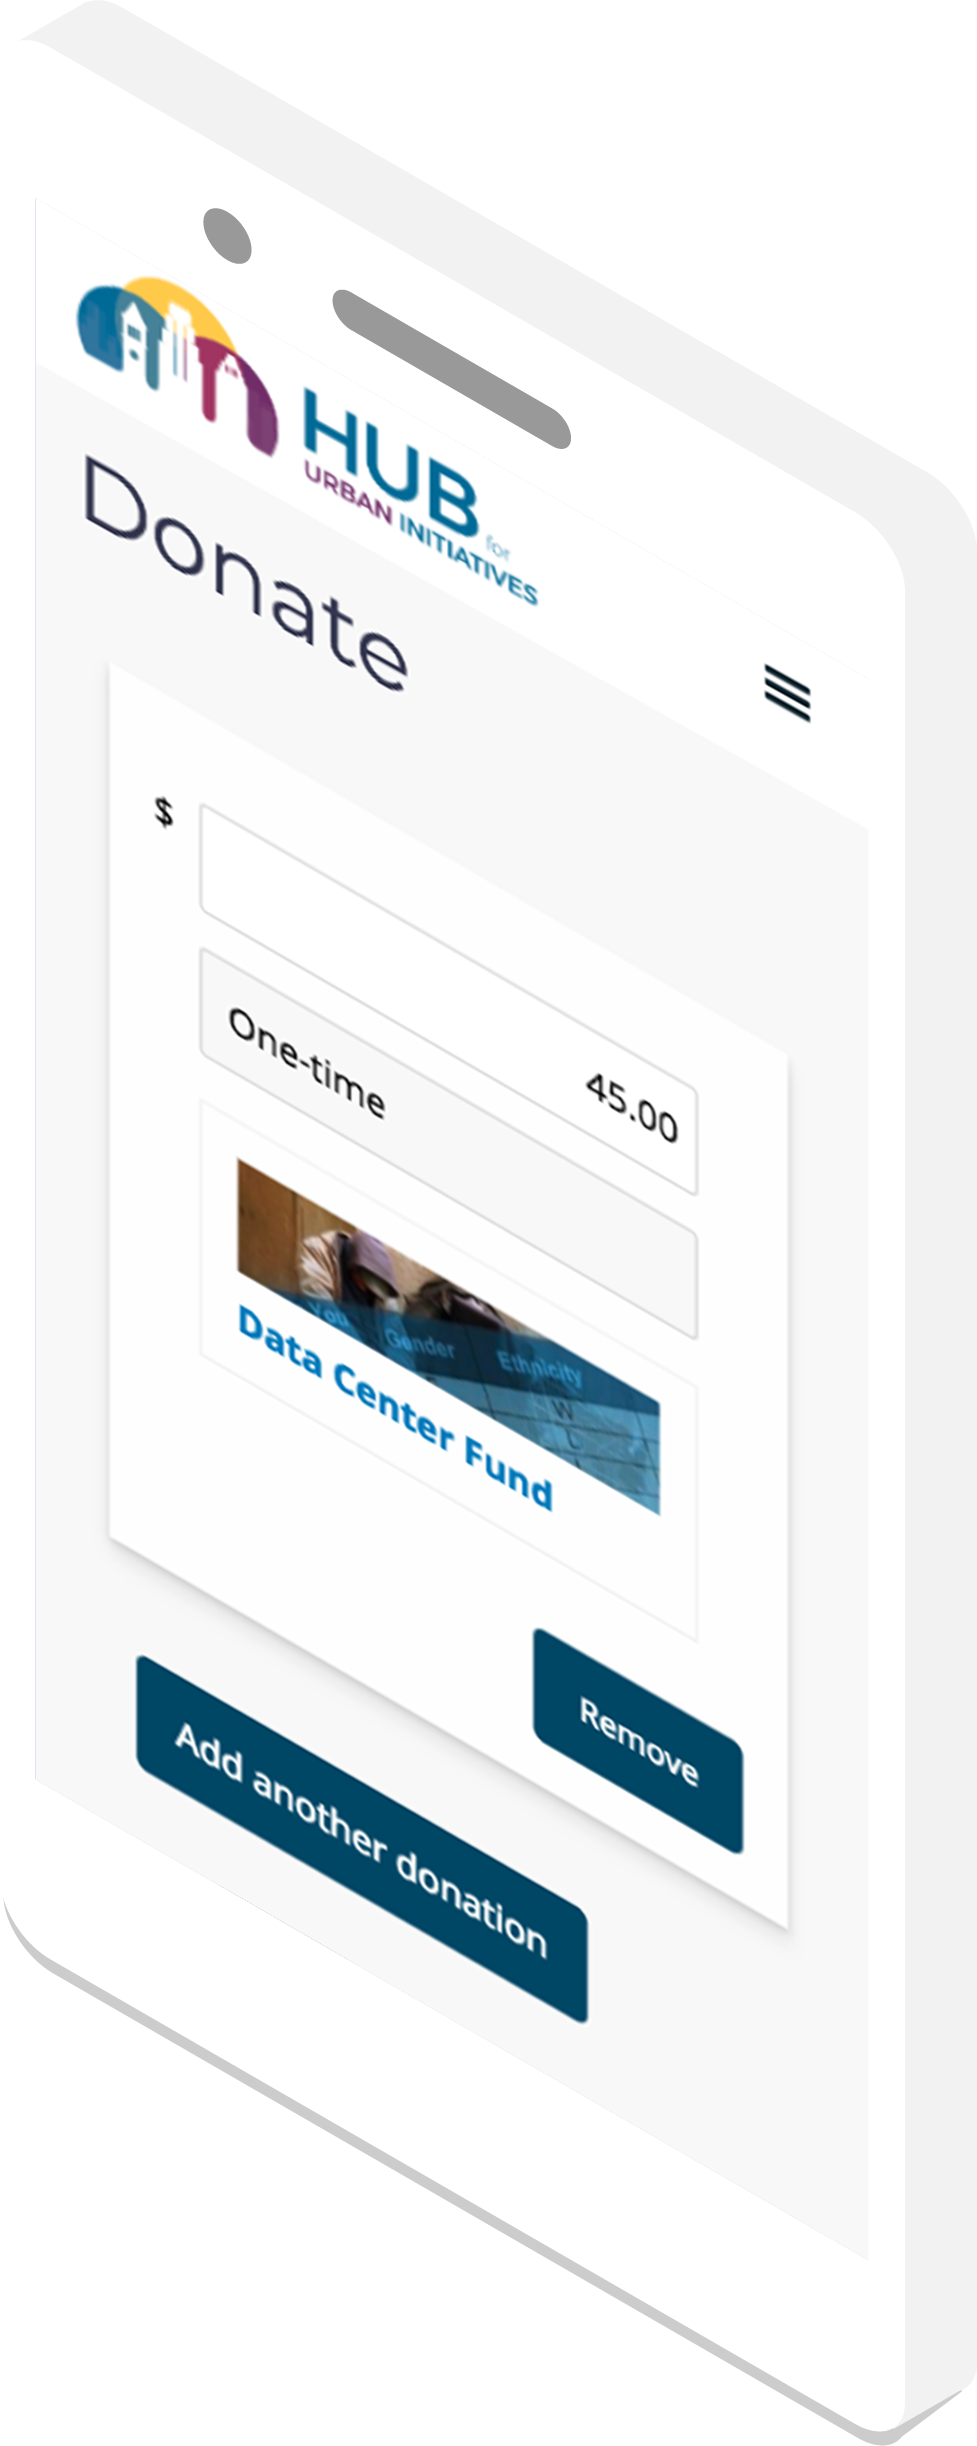 HUB for
URBAN INITIATIVES
Donate
$
45.00
One-time
You Gender Ethnicity
W
Data Center Fund
Remove
Add another donation